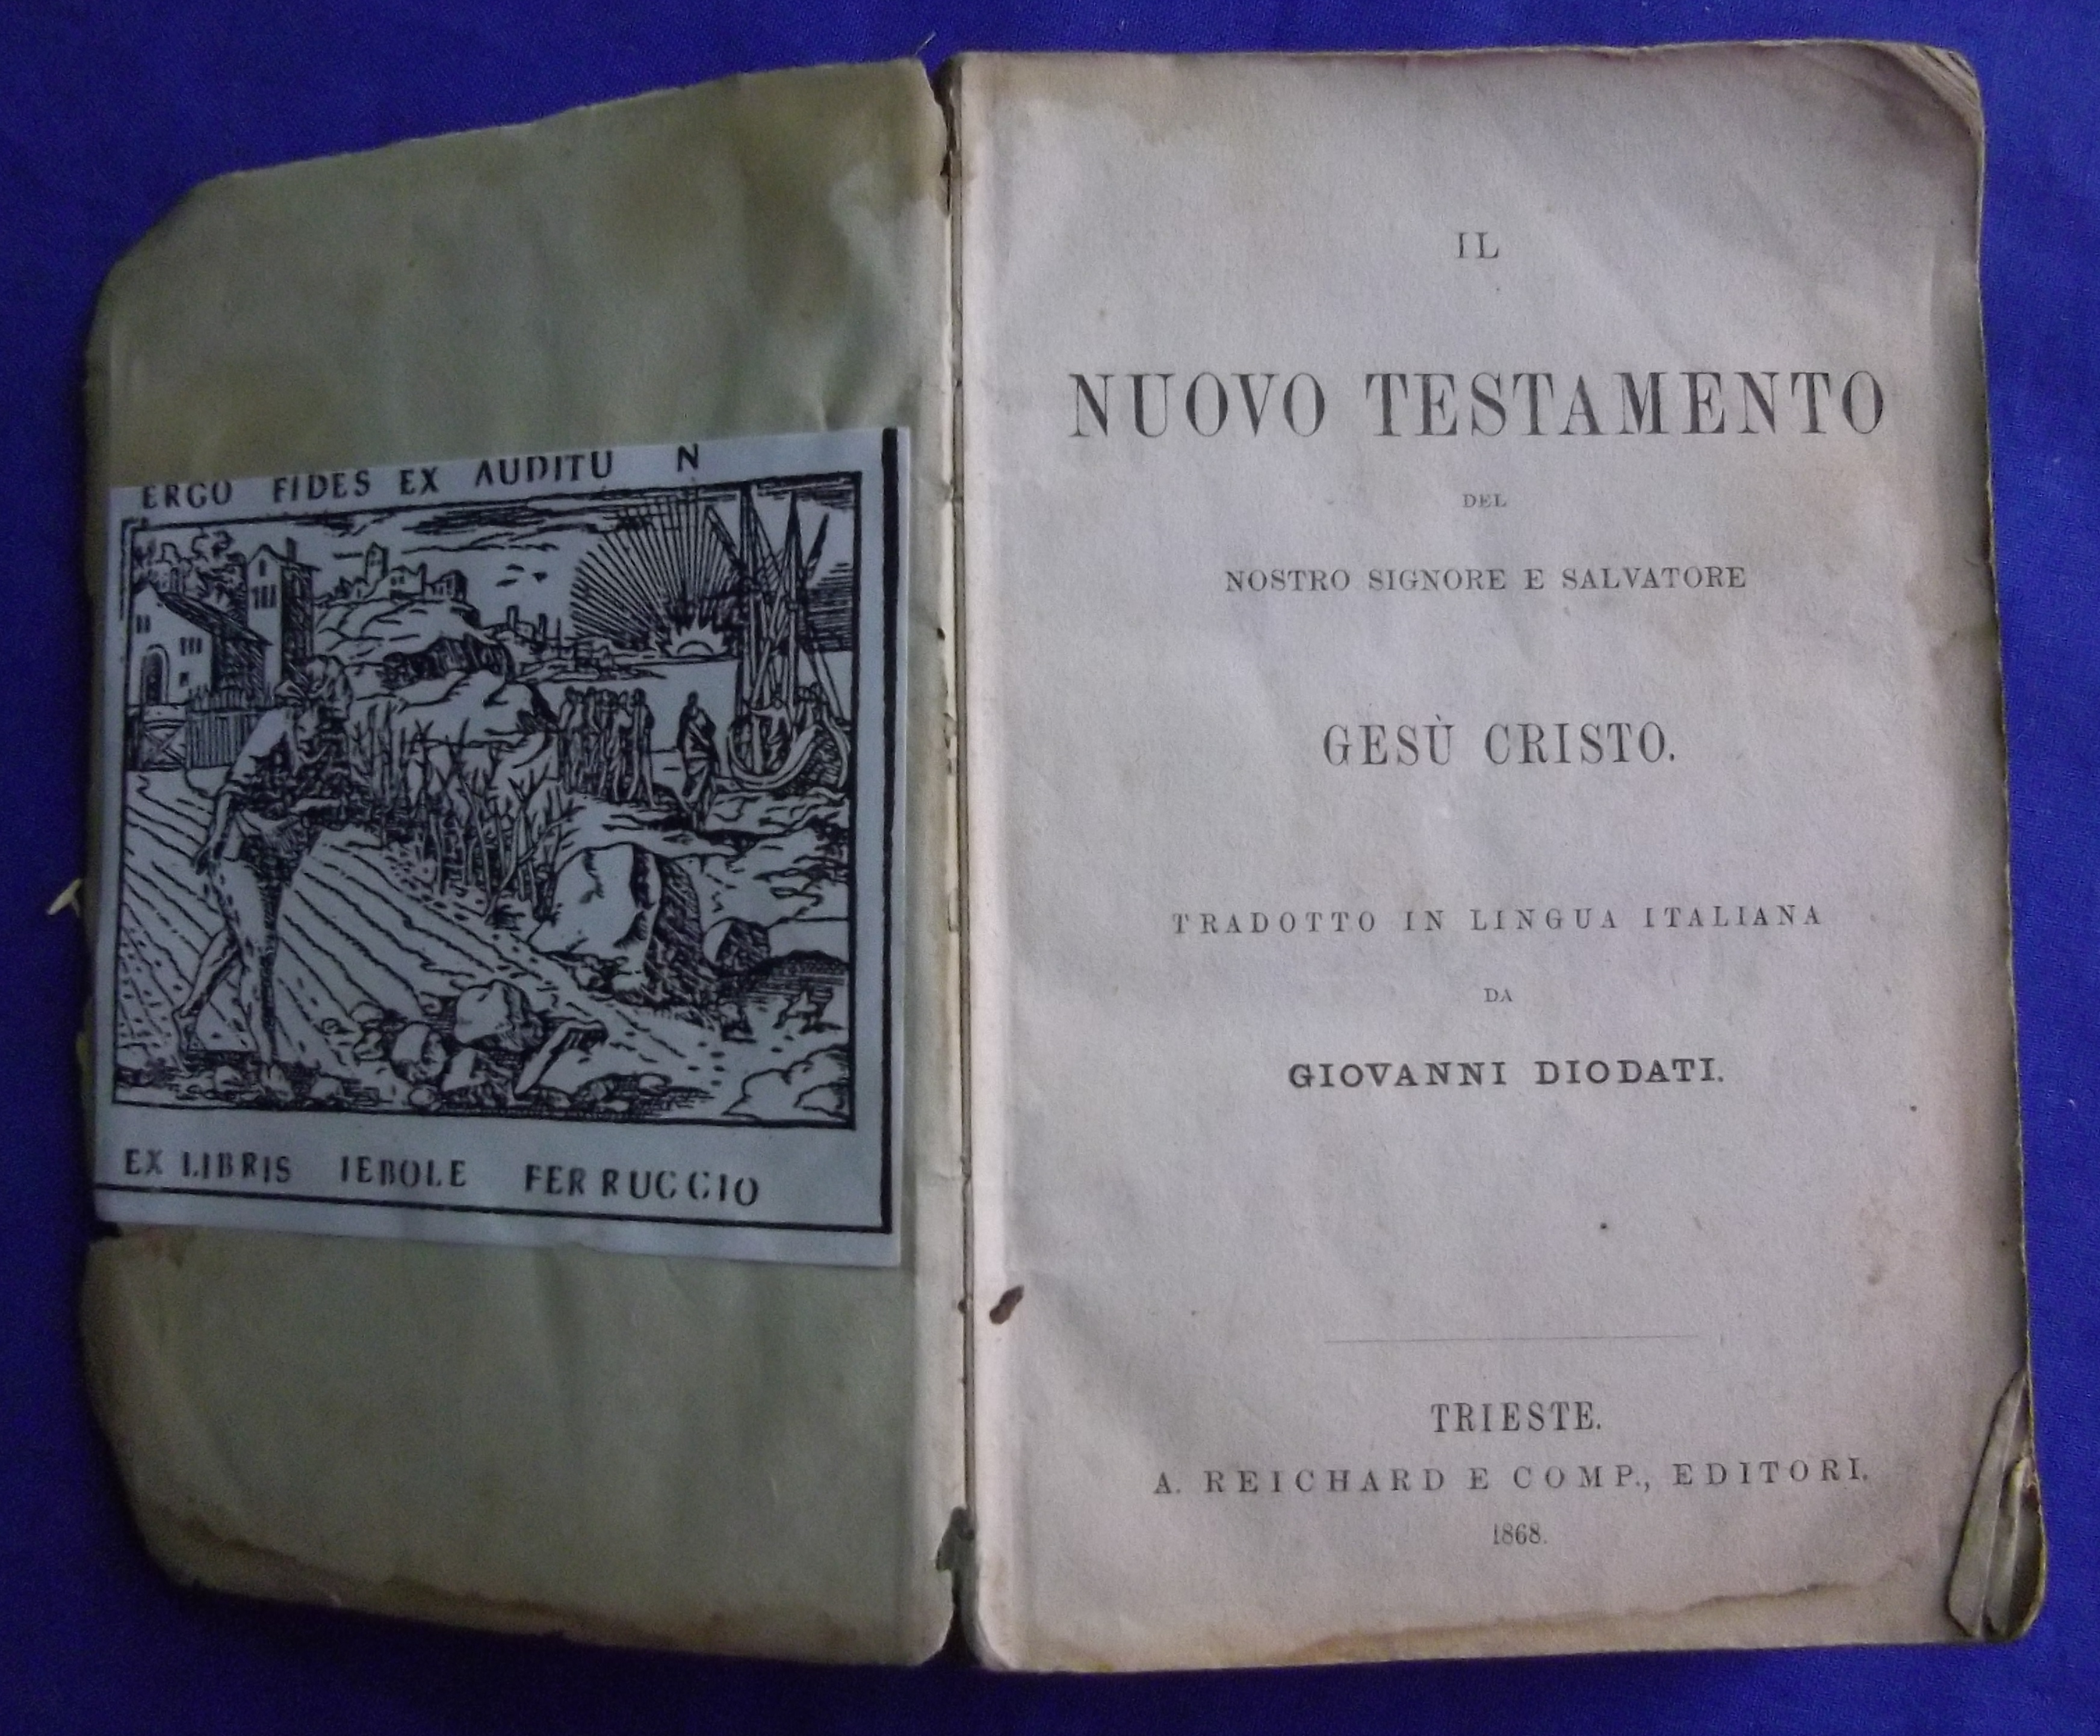 ERGO FIDES EX AUDITU N
EX LIBRIS IEBOLE FERRUCCIO
IL
NUOVO TESTAMENTO
DEL
NOSTRO SIGNORE E SALVATORE
GESÙ CRISTO.
TRADOTTO IN LINGUA ITALIANA
DA
GIOVANNI DIODATI.
TRIESTE.
A. REICHARD E COMP., EDITORI.
1868.